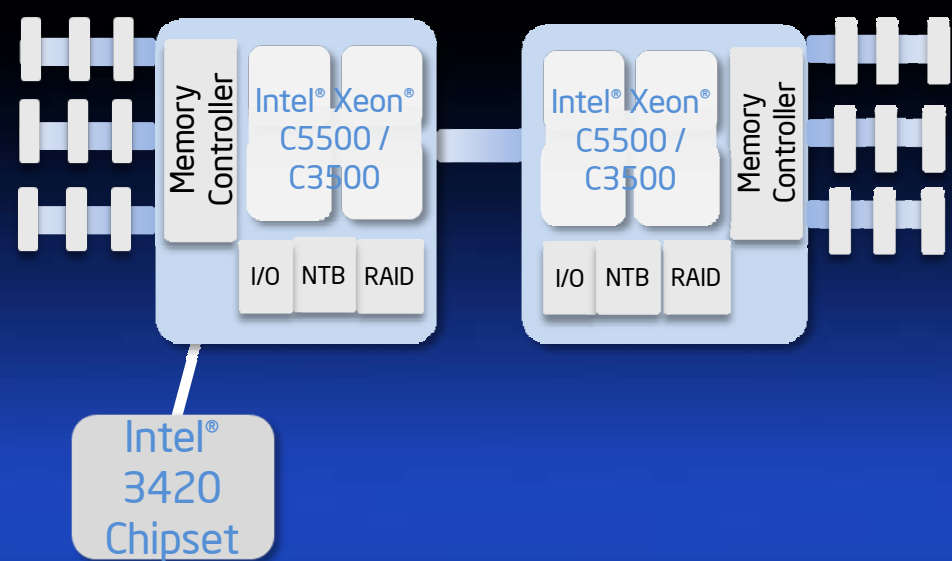 Memory
Controller
Intel® Xeon®
C5500 /
C3500
I/O
NTB
RAID
Intel® Xeon®
C5500 /
C3500
Memory
Controller
I/O
NTB
RAID
Intel®
3420
Chipset